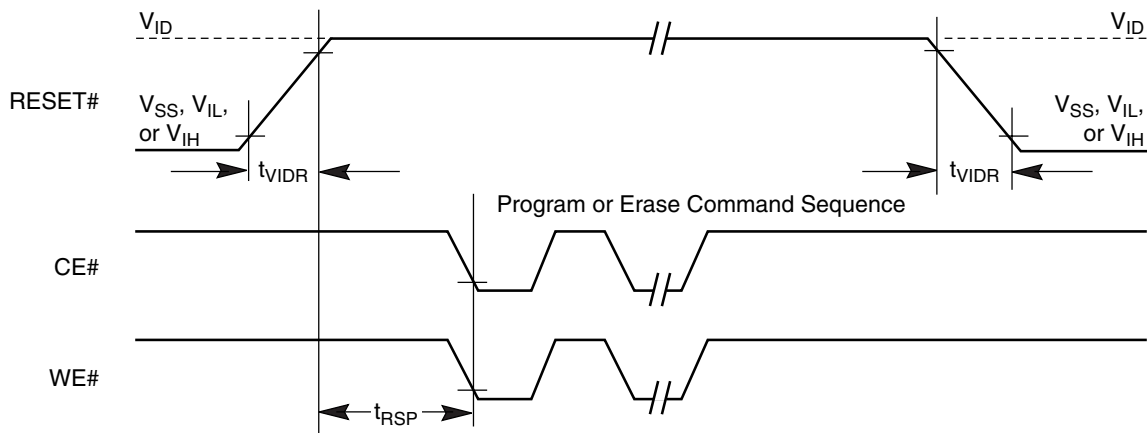 V_ID
V_ID
RESET#
V_SS, V_IL,
or V_IH
V_SS, V_IL,
or V_IH
t_VIDR
t_VIDR
Program or Erase Command Sequence
CE#
WE#
t_RSP